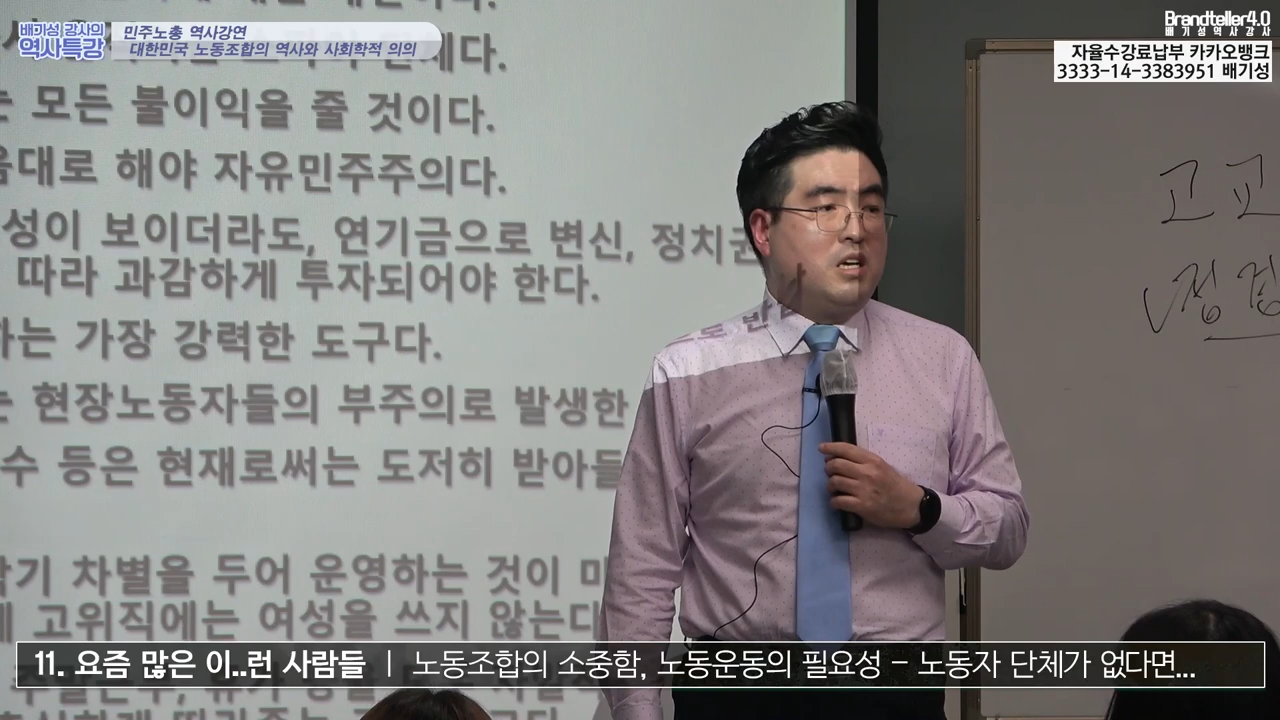 배기성 강사의
역사특강
민주노총 역사강연
대한민국 노동조합의 역사와 사회학적 의의
Brandteller4.0
배기성역사강사
자율수강료납부 카카오뱅크
3333-14-3383951 배기성
는 모든 불이익을 줄 것이다.
대로 해야 자유민주주의다.
성이 보이더라도, 연기금으로 변신, 정치권
따라 과감하게 투자되어야 한다.
하는 가장 강력한 도구다.
는 현장노동자들의 부주의로 발생한
수 등은 현재로써는 도저히 받아들
차별을 두어 운영하는 것이
고위직에는 여성을 쓰지 않는다
고교
정
11. 요즘 많은 이..런 사람들 | 노동조합의 소중함, 노동운동의 필요성 - 노동자 단체가 없다면...